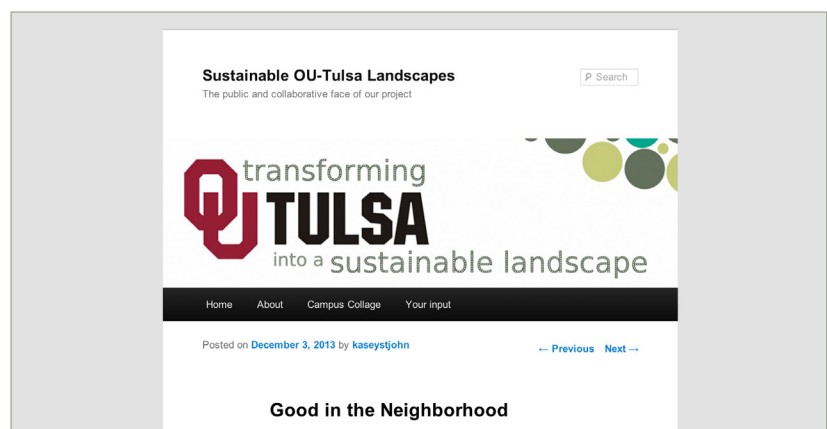 Sustainable OU-Tulsa Landscapes
The public and collaborative face of our project
Search
OU
transforming
TULSA
into a sustainable landscape
Home About Campus Collage Your input
Posted on December 3, 2013 by kaseystjohn ← Previous Next →
Good in the Neighborhood